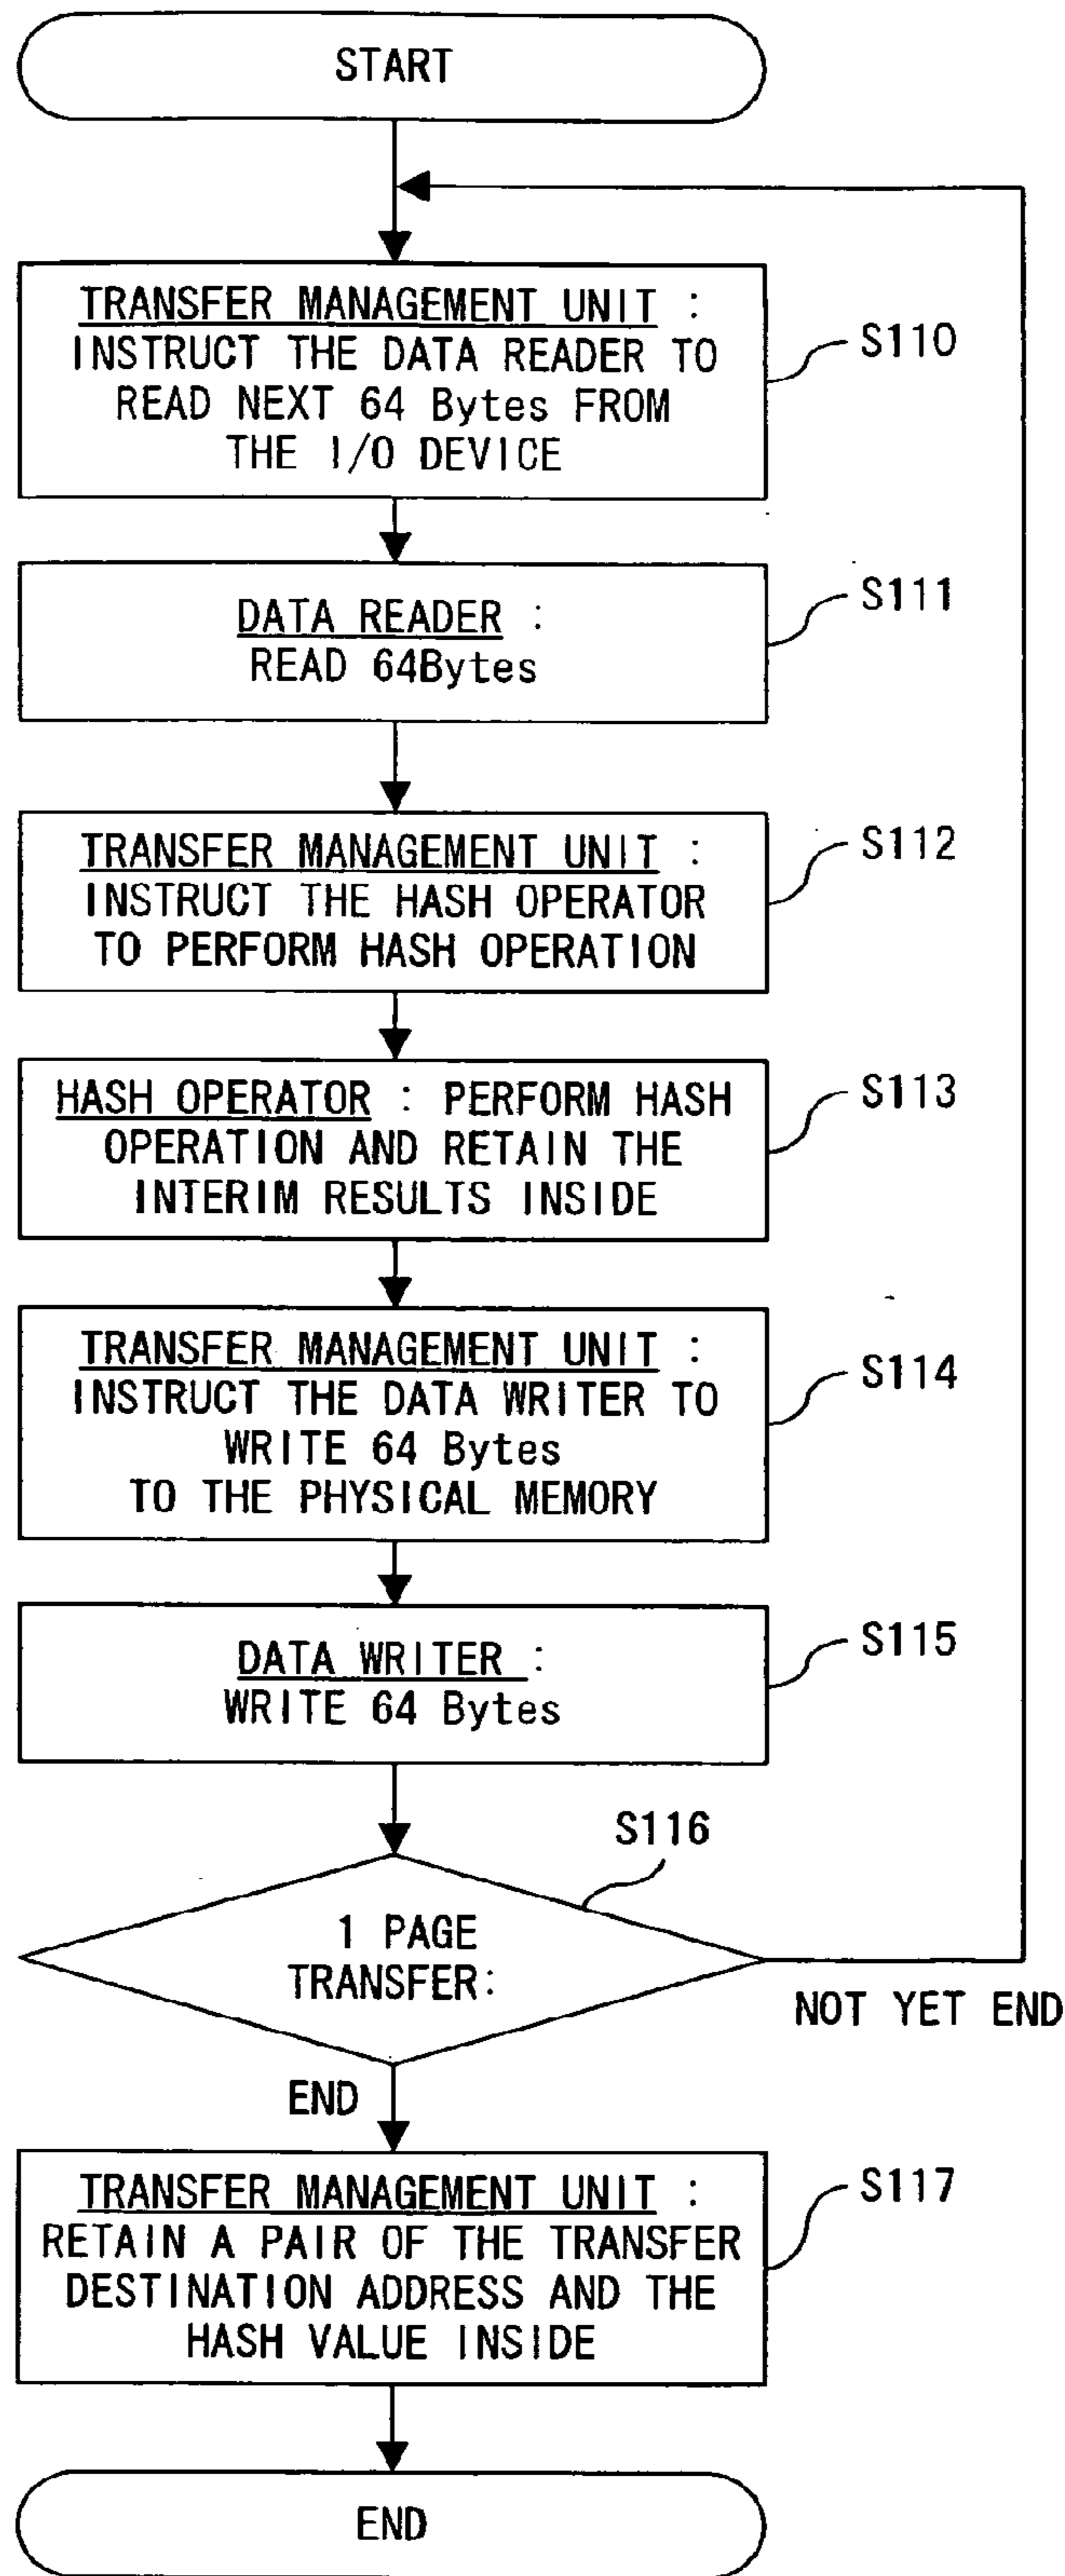 START
TRANSFER MANAGEMENT UNIT :
INSTRUCT THE DATA READER TO
READ NEXT 64 Bytes FROM
THE I/O DEVICE
S110
DATA READER :
READ 64Bytes
S111
TRANSFER MANAGEMENT UNIT :
INSTRUCT THE HASH OPERATOR
TO PERFORM HASH OPERATION
S112
HASH OPERATOR : PERFORM HASH
OPERATION AND RETAIN THE
INTERIM RESULTS INSIDE
S113
TRANSFER MANAGEMENT UNIT :
INSTRUCT THE DATA WRITER TO
WRITE 64 Bytes
TO THE PHYSICAL MEMORY
S114
DATA WRITER :
WRITE 64 Bytes
S115
S116
1 PAGE
TRANSFER:
NOT YET END
END
TRANSFER MANAGEMENT UNIT :
RETAIN A PAIR OF THE TRANSFER
DESTINATION ADDRESS AND THE
HASH VALUE INSIDE
S117
END